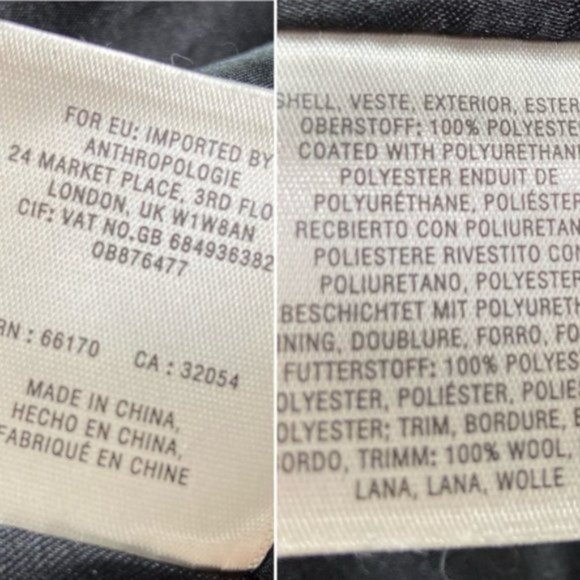 FOR EU: IMPORTED BY
ANTHROPOLOGIE
24 MARKET PLACE, 3RD FLO
LONDON, UK W1W8AN
CIF: VAT NO.GB 684936382
OB876477
RN : 66170 CA : 32054
MADE IN CHINA,
HECHO EN CHINA,
FABRIQUÉ EN CHINE
SHELL, VESTE, EXTERIOR, ESTER
OBERSTOFF: 100% POLYESTE
COATED WITH POLYURETHAN
POLYESTER ENDUIT DE
POLYURÉTHANE, POLIÉSTER
RECBIERTO CON POLIURETAN
POLIESTERE RIVESTITO CON
POLIURETANO, POLYESTER
BESCHICHTET MIT POLYURET
NING, DOUBLURE, FORRO, FO
FUTTERSTOFF: 100% POLYES
OLYESTER, POLIÉSTER, POLIE
OLYESTER; TRIM, BORDURE, B
ORDO, TRIMM: 100% WOOL,
LANA, LANA, WOLLE